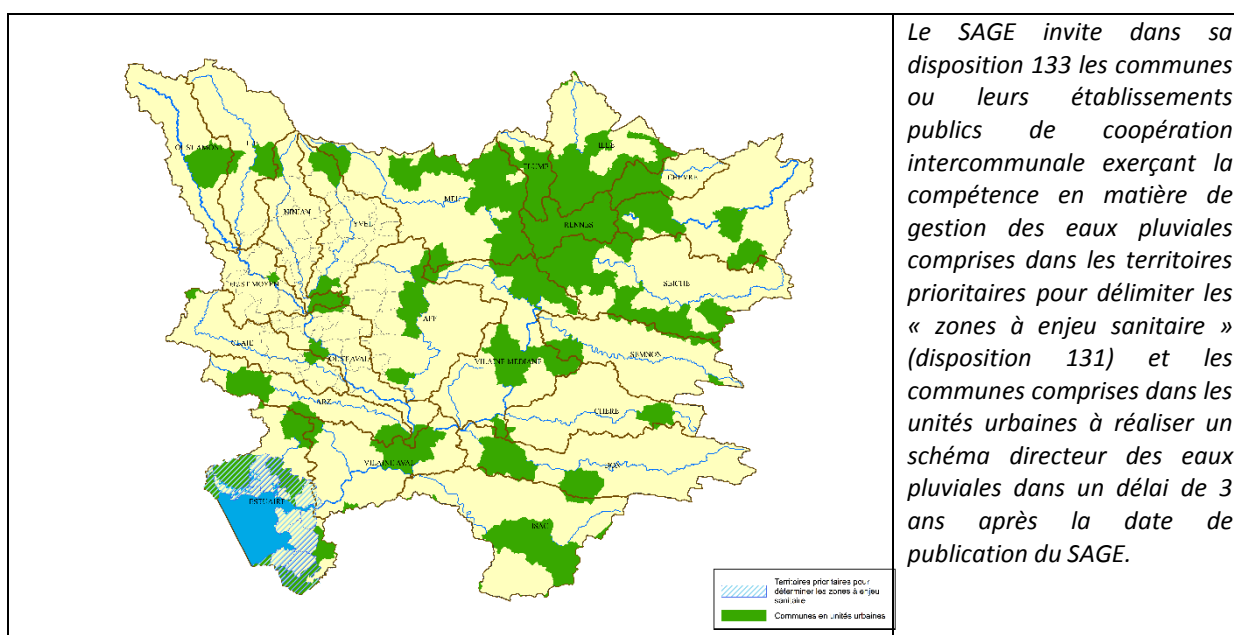 OUST AMONT
LIE
NINIAN
YVEL
MEU
FLUME
ILLE
CHEVRE
RENNES
SEICHE
OUST MOYEN
AFF
CLAIE
OUST AVAL
VILAINE MEDIANE
SEMNON
ARZ
CHERE
VILAINE AVAL
DON
ESTUAIRE
ISAC
Territoires prioritaires pour
déterminer les zones à enjeu
sanitaire
Communes en unités urbaines
Le SAGE invite dans sa
disposition 133 les communes
ou leurs établissements
publics de coopération
intercommunale exerçant la
compétence en matière de
gestion des eaux pluviales
comprises dans les territoires
prioritaires pour délimiter les
« zones à enjeu sanitaire »
(disposition 131) et les
communes comprises dans les
unités urbaines à réaliser un
schéma directeur des eaux
pluviales dans un délai de 3
ans après la date de
publication du SAGE.